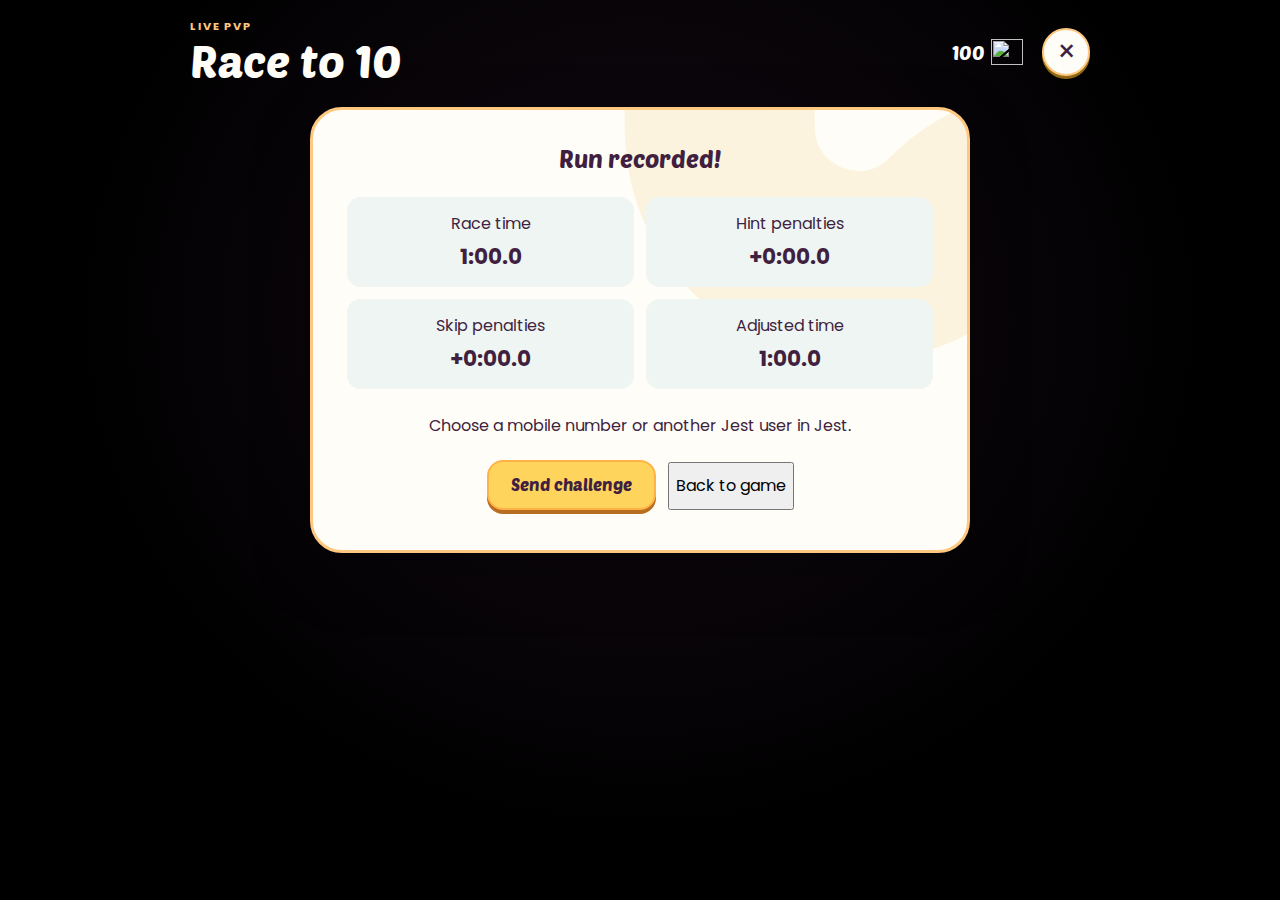 LIVE PVP
Race to 10
100
×
Run recorded!
Race time
1:00.0
Hint penalties
+0:00.0
Skip penalties
+0:00.0
Adjusted time
1:00.0
Choose a mobile number or another Jest user in Jest.
Send challenge
Back to game